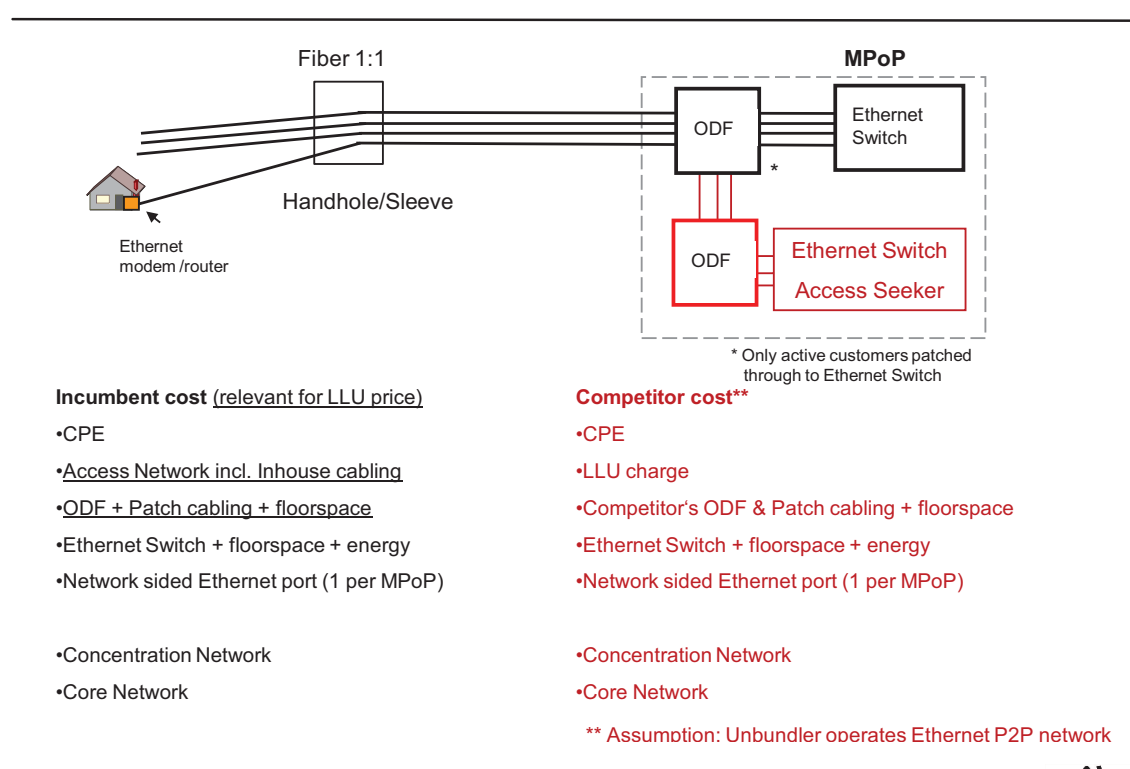 Fiber 1:1
MPoP
ODF
Ethernet
Switch
*
Handhole/Sleeve
Ethernet
modem /router
ODF
Ethernet Switch
Access Seeker
* Only active customers patched
through to Ethernet Switch
Incumbent cost (relevant for LLU price)
•CPE
•Access Network incl. Inhouse cabling
•ODF + Patch cabling + floorspace
•Ethernet Switch + floorspace + energy
•Network sided Ethernet port (1 per MPoP)
•Concentration Network
•Core Network
Competitor cost**
•CPE
•LLU charge
•Competitor‘s ODF & Patch cabling + floorspace
•Ethernet Switch + floorspace + energy
•Network sided Ethernet port (1 per MPoP)
•Concentration Network
•Core Network
** Assumption: Unbundler operates Ethernet P2P network